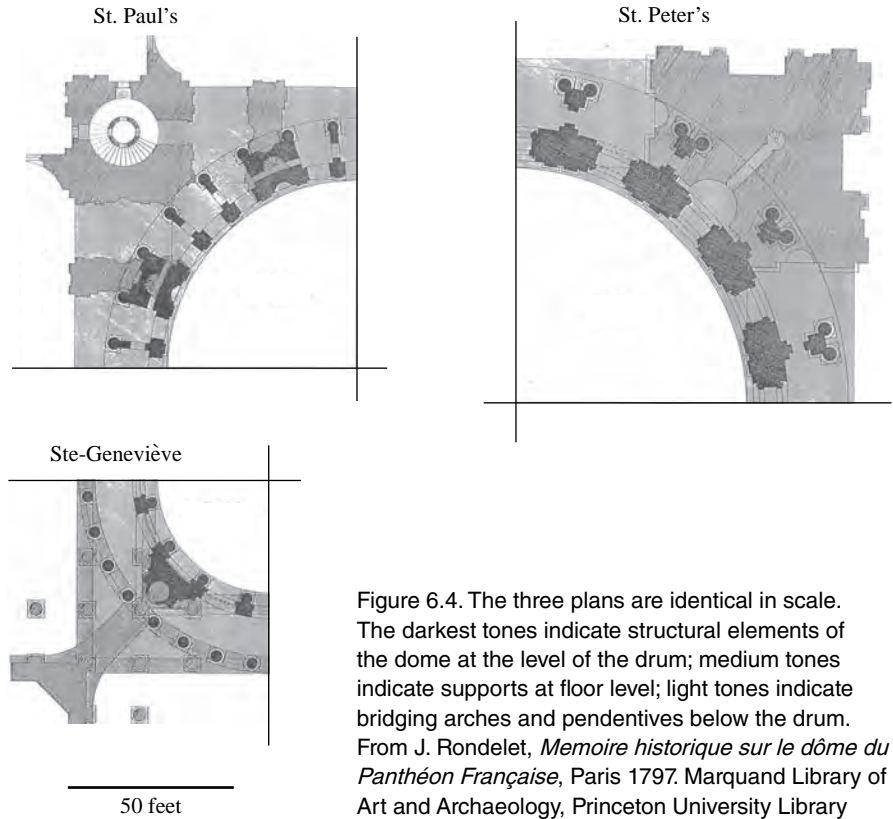 St. Paul's
St. Peter's
Ste-Geneviève
Figure 6.4. The three plans are identical in scale.
The darkest tones indicate structural elements of
the dome at the level of the drum; medium tones
indicate supports at floor level; light tones indicate
bridging arches and pendentives below the drum.
From J. Rondelet, Memoire historique sur le dôme du
Panthéon Française, Paris 1797. Marquand Library of
Art and Archaeology, Princeton University Library
50 feet